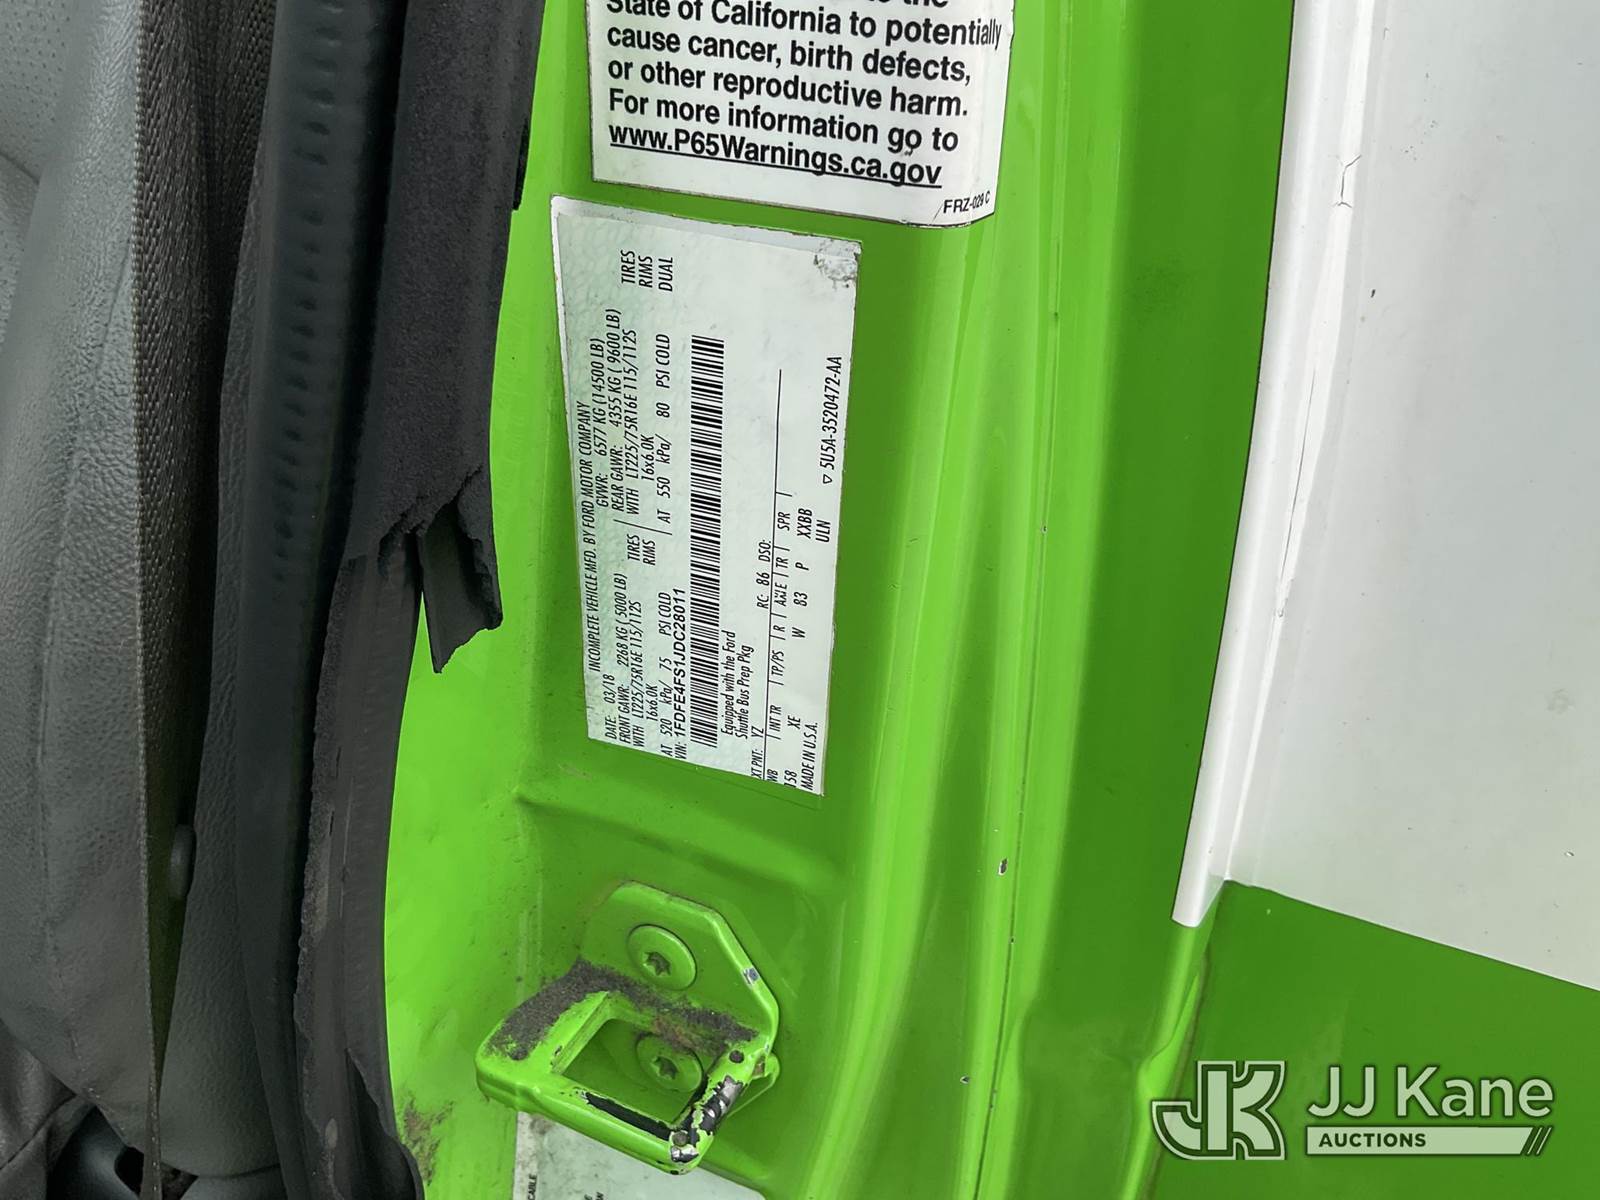 State of California to potentially
cause cancer, birth defects,
or other reproductive harm.
For more information go to
www.P65Warnings.ca.gov
FRZ-029 C
INCOMPLETE VEHICLE MFD. BY FORD MOTOR COMPANY
DATE: 03/18 GVWR: 6577 KG (14500 LB)
FRONT GAWR: 2268 KG ( 5000 LB) REAR GAWR: 4355 KG ( 9600 LB)
WITH LT225/75R16E 115/112S TIRES WITH LT225/75R16E 115/112S TIRES
16x6.0K RIMS 16x6.0K RIMS
AT 520 kPa/ 75 PSI COLD AT 550 kPa/ 80 PSI COLD DUAL
VIN: 1FDFE4FS1JDC28011
Equipped with the Ford
Shuttle Bus Prep Pkg
XT PNT: YZ RC: 86 DSO:
WB INT TR TP/PS R AXLE TR SPR
158 XE W 83 P XXBB
MADE IN U.S.A. ULN
▽ 5U5A-3520472-AA
JK JJ Kane
AUCTIONS